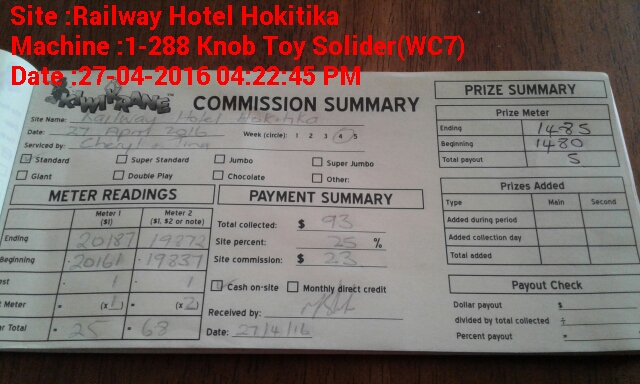 Site :Railway Hotel Hokitika
Machine :1-288 Knob Toy Solider(WC7)
Date :27-04-2016 04:22:45 PM
COMMISSION SUMMARY
Site Name: Railway Hotel Hokitika
Date: 27 April 2016 Week (circle): 1 2 3 4 5
Serviced by: Cheryl
Standard Super Standard Jumbo Super Jumbo
Giant Double Play Chocolate Other:
METER READINGS
Meter 1 ($1) Meter 2 ($1, $2 or note)
Ending 20187 19872
Beginning 20161 19837
est 1 1
Meter (x1) (x2)
r Total 25 68
PAYMENT SUMMARY
Total collected: $ 93
Site percent: 25 %
Site commission: $ 23
Cash on-site Monthly direct credit
Received by:
Date: 27/4/16
PRIZE SUMMARY
Prize Meter
Ending 1485
Beginning 1480
Total payout 5
Prizes Added
Type Main Second
Added during period
Added collection day
Total added
Payout Check
Dollar payout $
divided by total collected ÷
Percent payout =